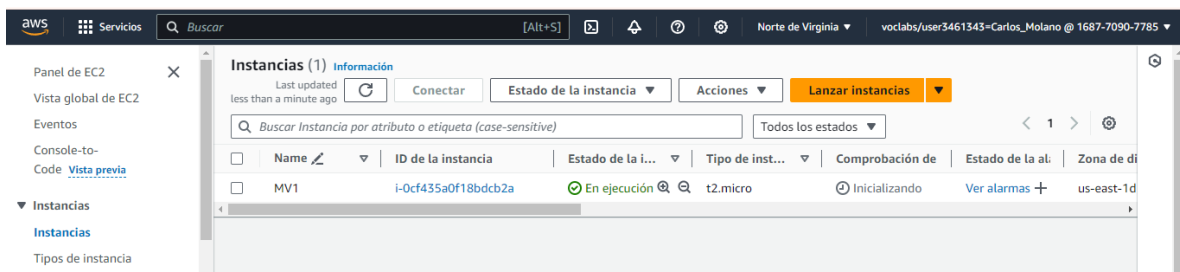 aws Servicios Buscar [Alt+S] Norte de Virginia ▼ voclabs/user3461343=Carlos_Molano @ 1687-7090-7785 ▼
Panel de EC2
Vista global de EC2
Eventos
Console-to-
Code Vista previa
▼ Instancias
Instancias
Tipos de instancia
Instancias (1) Información
Last updated
less than a minute ago
Conectar Estado de la instancia ▼ Acciones ▼ Lanzar instancias ▼
Buscar Instancia por atributo o etiqueta (case-sensitive) Todos los estados ▼ < 1 >
Name ID de la instancia Estado de la i... Tipo de inst... Comprobación de Estado de la al Zona de di
MV1 i-0cf435a0f18bdcb2a En ejecución t2.micro Inicializando Ver alarmas + us-east-1d